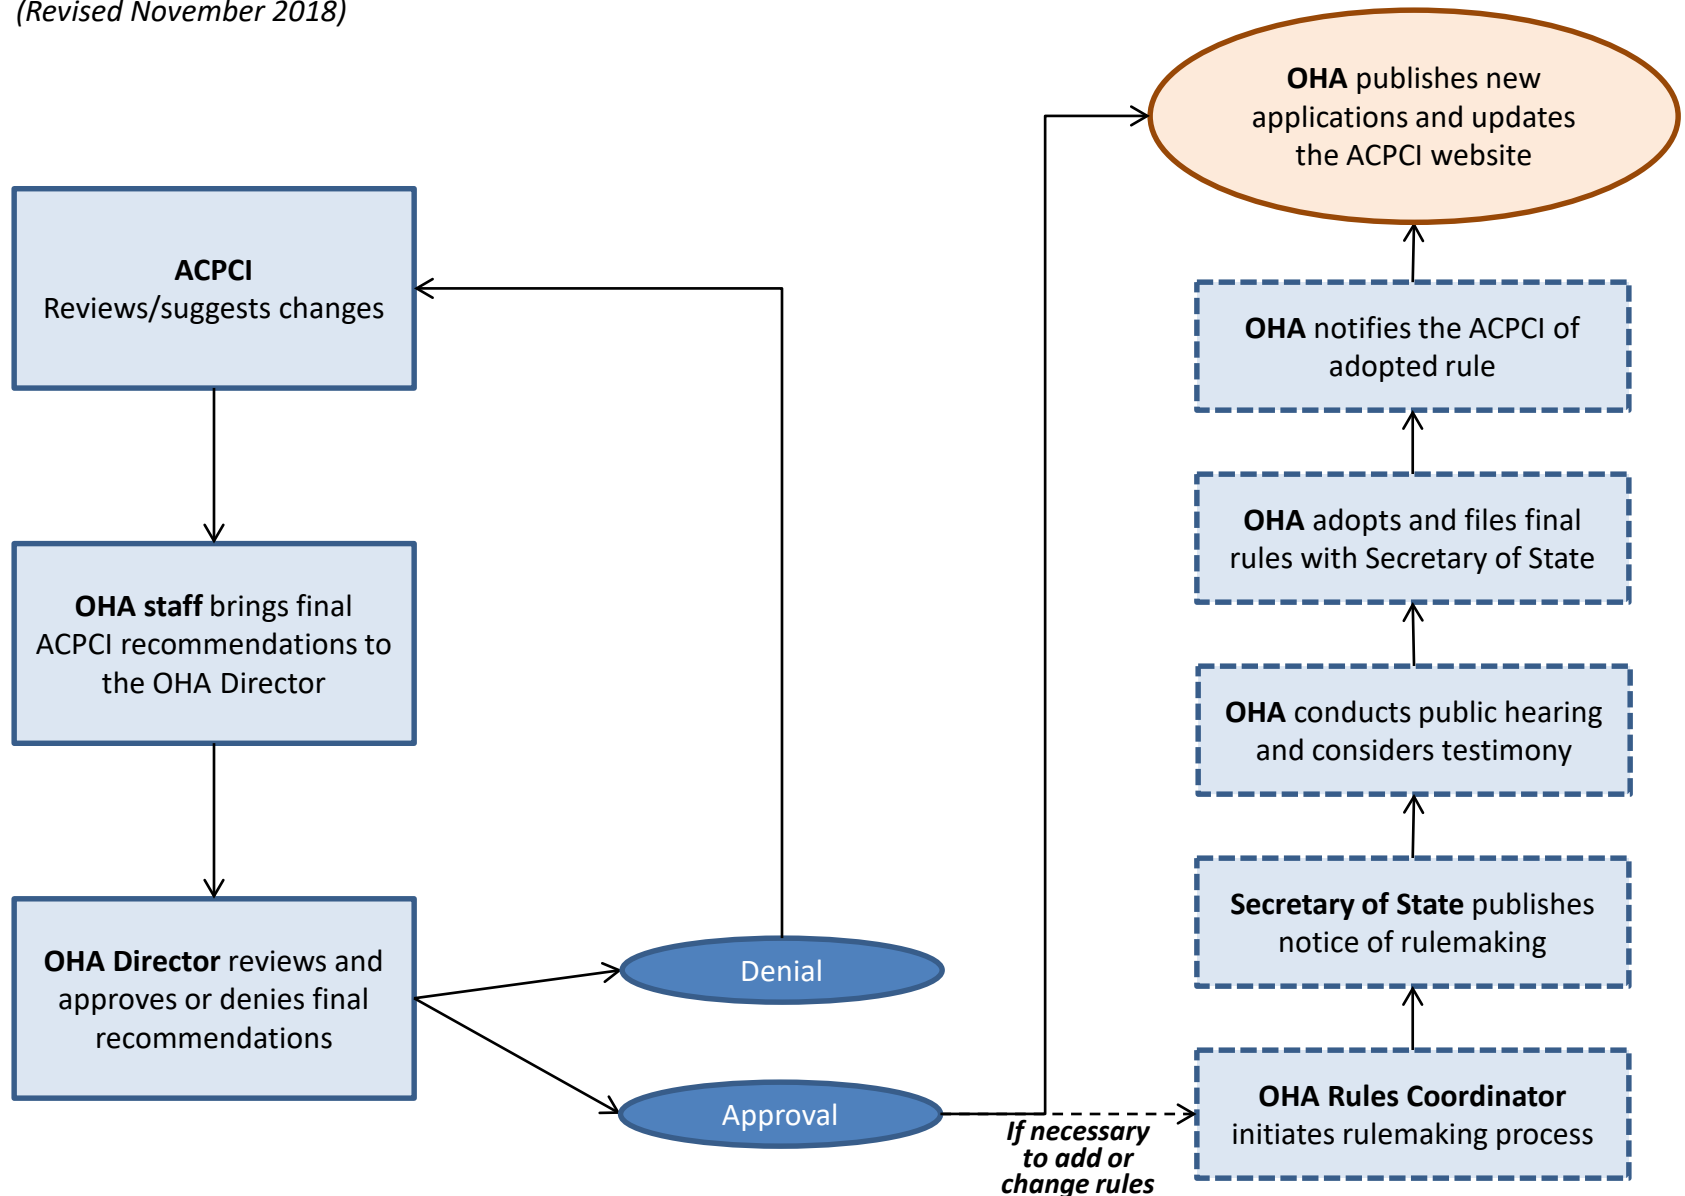 (Revised November 2018)
ACPCI
Reviews/suggests changes
OHA staff brings final
ACPCI recommendations to
the OHA Director
OHA Director reviews and
approves or denies final
recommendations
Denial
Approval
If necessary
to add or
change rules
OHA Rules Coordinator
initiates rulemaking process
Secretary of State publishes
notice of rulemaking
OHA conducts public hearing
and considers testimony
OHA adopts and files final
rules with Secretary of State
OHA notifies the ACPCI of
adopted rule
OHA publishes new
applications and updates
the ACPCI website